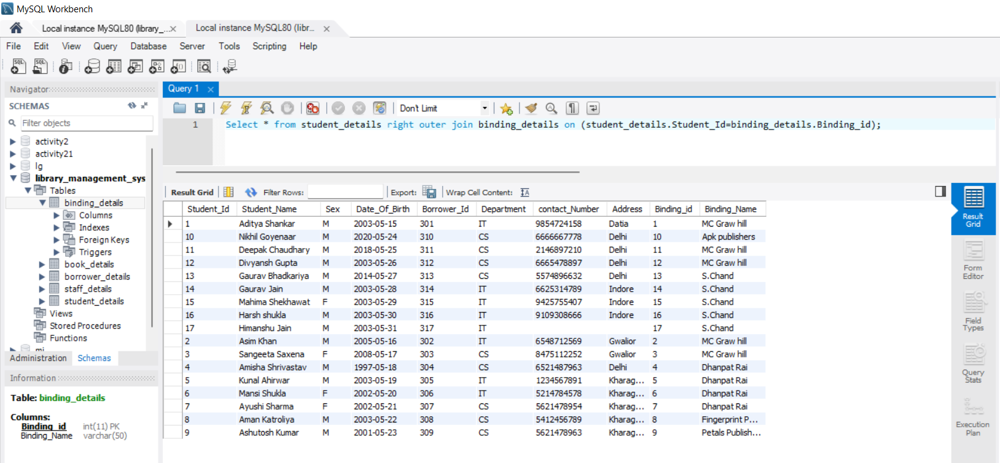 MySQL Workbench
Local instance MySQL80 (library_... Local instance MySQL80 (libr...
File Edit View Query Database Server Tools Scripting Help
Navigator
SCHEMAS
Filter objects
activity2
activity21
lg
library_management_sys
Tables
binding_details
Columns
Indexes
Foreign Keys
Triggers
book_details
borrower_details
staff_details
student_details
Views
Stored Procedures
Functions
mi
Administration Schemas
Information
Table: binding_details
Columns:
Binding_id int(11) PK
Binding_Name varchar(50)
Query 1
Don't Limit
1 Select * from student_details right outer join binding_details on (student_details.Student_Id=binding_details.Binding_id);
Result Grid Filter Rows: Export: Wrap Cell Content:
Student_Id Student_Name Sex Date_Of_Birth Borrower_Id Department contact_Number Address Binding_id Binding_Name
1 Aditya Shankar M 2003-05-15 301 IT 9854724158 Datia 1 MC Graw hill
10 Nikhil Goyenaar M 2020-05-24 310 CS 6666667778 Delhi 10 Apk publishers
11 Deepak Chaudhary M 2018-05-25 311 CS 2146897210 Delhi 11 MC Graw hill
12 Divyansh Gupta M 2003-05-26 312 CS 6665478897 Delhi 12 MC Graw hill
13 Gaurav Bhadkariya M 2014-05-27 313 CS 5574896632 Delhi 13 S.Chand
14 Gaurav Jain M 2003-05-28 314 IT 6625314789 Indore 14 S.Chand
15 Mahima Shekhawat F 2003-05-29 315 IT 9425755407 Indore 15 S.Chand
16 Harsh shukla M 2003-05-30 316 IT 9109308666 Indore 16 S.Chand
17 Himanshu Jain M 2003-05-31 317 IT 17 S.Chand
2 Asim Khan M 2005-05-16 302 IT 6548712569 Gwalior 2 MC Graw hill
3 Sangeeta Saxena F 2008-05-17 303 CS 8475112252 Gwalior 3 MC Graw hill
4 Amisha Shrivastav M 1997-05-18 304 CS 6521487963 Delhi 4 Dhanpat Rai
5 Kunal Ahirwar M 2003-05-19 305 IT 1234567891 Kharag... 5 Dhanpat Rai
6 Mansi Shukla F 2002-05-20 306 IT 5214784578 Kharag... 6 Dhanpat Rai
7 Ayushi Sharma F 2002-05-21 307 CS 5621478954 Kharag... 7 Dhanpat Rai
8 Aman Katroliya M 2003-05-22 308 CS 5412456789 Kharag... 8 Fingerprint P...
9 Ashutosh Kumar M 2001-05-23 309 CS 5621478963 Kharag... 9 Petals Publish...
Result
Grid
Form
Editor
Field
Types
Query
Stats
Execution
Plan